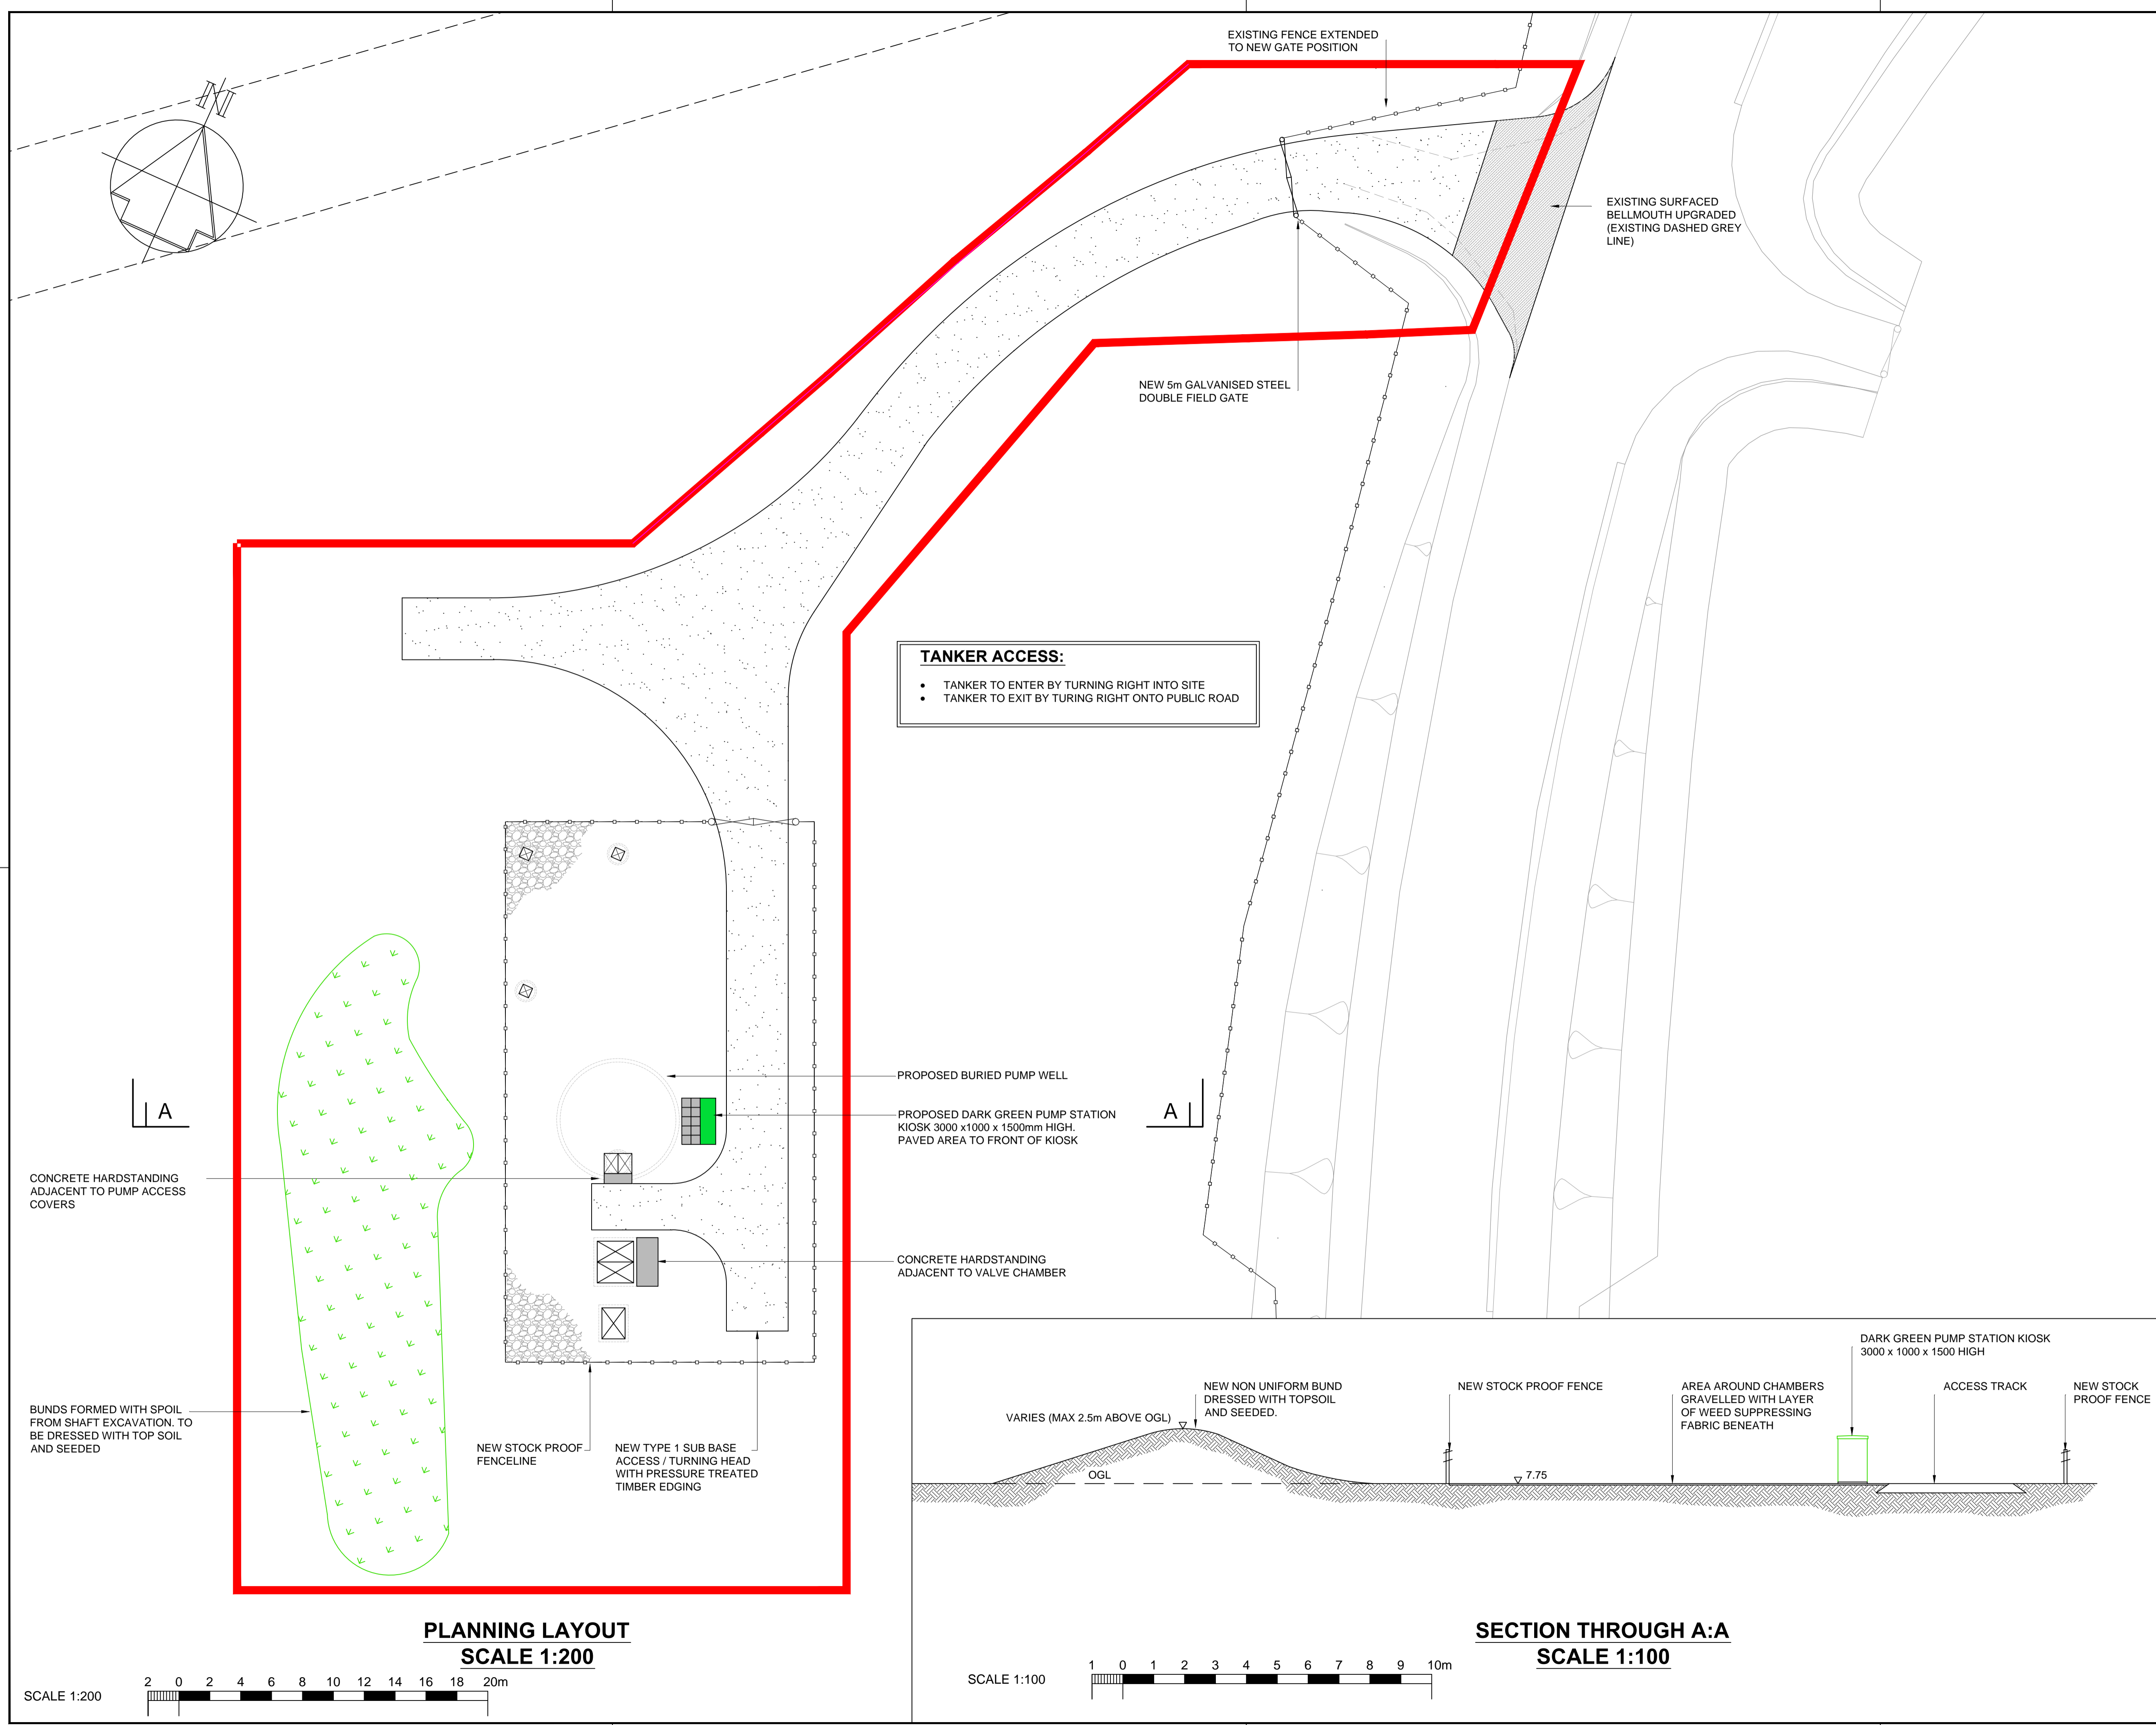 EXISTING FENCE EXTENDED
TO NEW GATE POSITION
N
EXISTING SURFACED
BELLMOUTH UPGRADED
(EXISTING DASHED GREY
LINE)
NEW 5m GALVANISED STEEL
DOUBLE FIELD GATE
TANKER ACCESS:
• TANKER TO ENTER BY TURNING RIGHT INTO SITE
• TANKER TO EXIT BY TURING RIGHT ONTO PUBLIC ROAD
PROPOSED BURIED PUMP WELL
A
A
PROPOSED DARK GREEN PUMP STATION
KIOSK 3000 x1000 x 1500mm HIGH.
PAVED AREA TO FRONT OF KIOSK
CONCRETE HARDSTANDING
ADJACENT TO PUMP ACCESS
COVERS
CONCRETE HARDSTANDING
ADJACENT TO VALVE CHAMBER
BUNDS FORMED WITH SPOIL
FROM SHAFT EXCAVATION. TO
BE DRESSED WITH TOP SOIL
AND SEEDED
NEW STOCK PROOF
FENCELINE
NEW TYPE 1 SUB BASE
ACCESS / TURNING HEAD
WITH PRESSURE TREATED
TIMBER EDGING
DARK GREEN PUMP STATION KIOSK
3000 x 1000 x 1500 HIGH
NEW NON UNIFORM BUND
DRESSED WITH TOPSOIL
AND SEEDED.
NEW STOCK PROOF FENCE
AREA AROUND CHAMBERS
GRAVELLED WITH LAYER
OF WEED SUPPRESSING
FABRIC BENEATH
ACCESS TRACK
NEW STOCK
PROOF FENCE
VARIES (MAX 2.5m ABOVE OGL)
OGL
7.75
PLANNING LAYOUT
SCALE 1:200
SCALE 1:200
2 0 2 4 6 8 10 12 14 16 18 20m
SECTION THROUGH A:A
SCALE 1:100
SCALE 1:100
1 0 1 2 3 4 5 6 7 8 9 10m